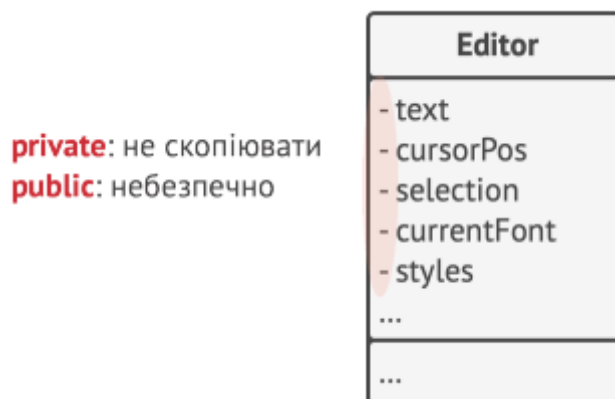 private: не скопіювати
public: небезпечно
Editor
- text
- cursorPos
- selection
- currentFont
- styles
...
...